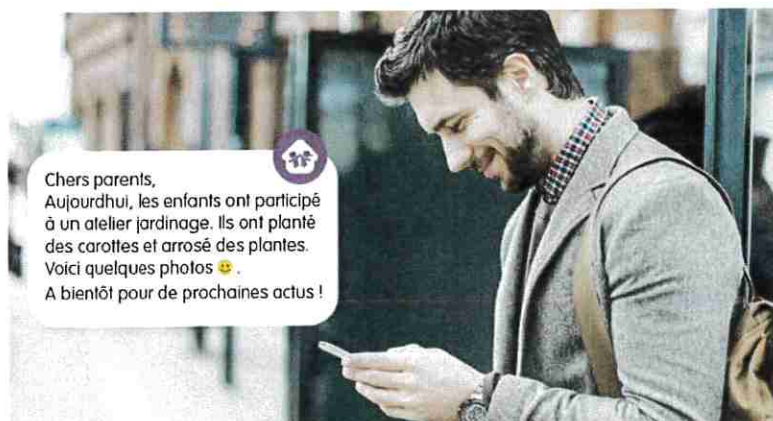 Chers parents,
Aujourdhui, les enfants ont participé
à un atelier jardinage. Ils ont planté
des carottes et arrosé des plantes.
Voici quelques photos 🙂 .
A bientôt pour de prochaines actus !